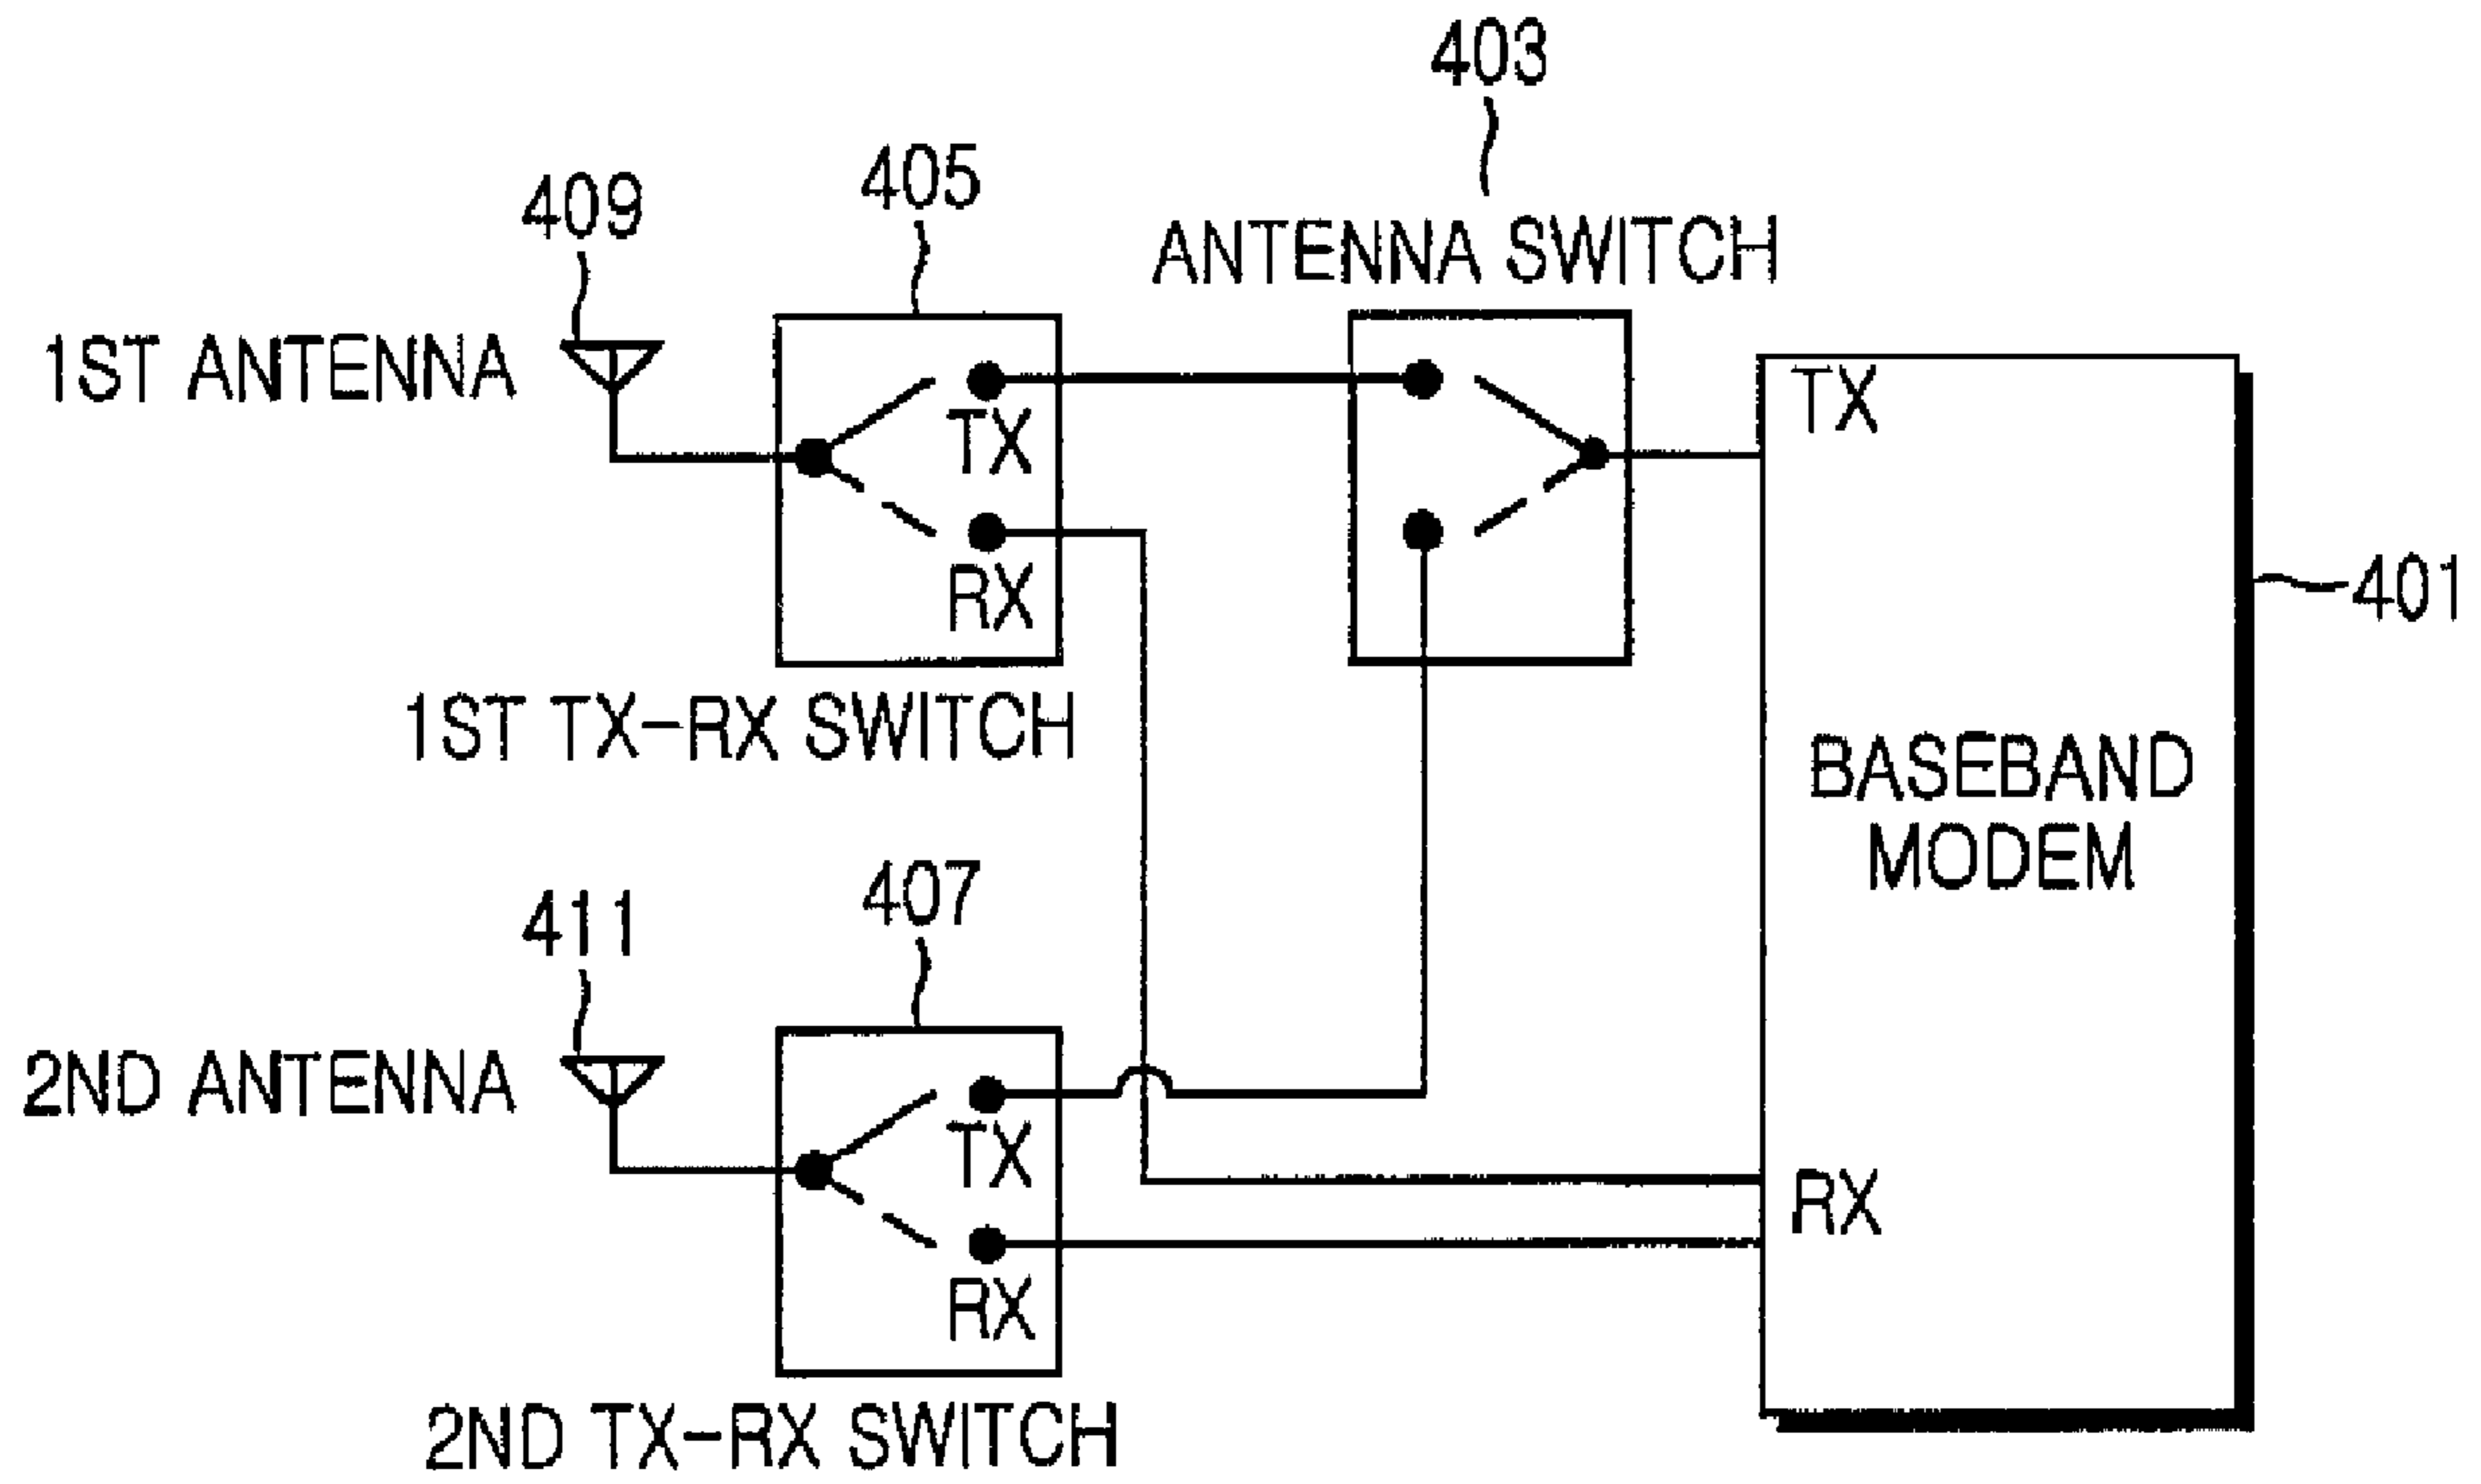 403
405
409
ANTENNA SWITCH
1ST ANTENNA
TX
TX
RX
401
1ST TX-RX SWITCH
BASEBAND
MODEM
407
411
2ND ANTENNA
TX
RX
RX
2ND TX-RX SWITCH